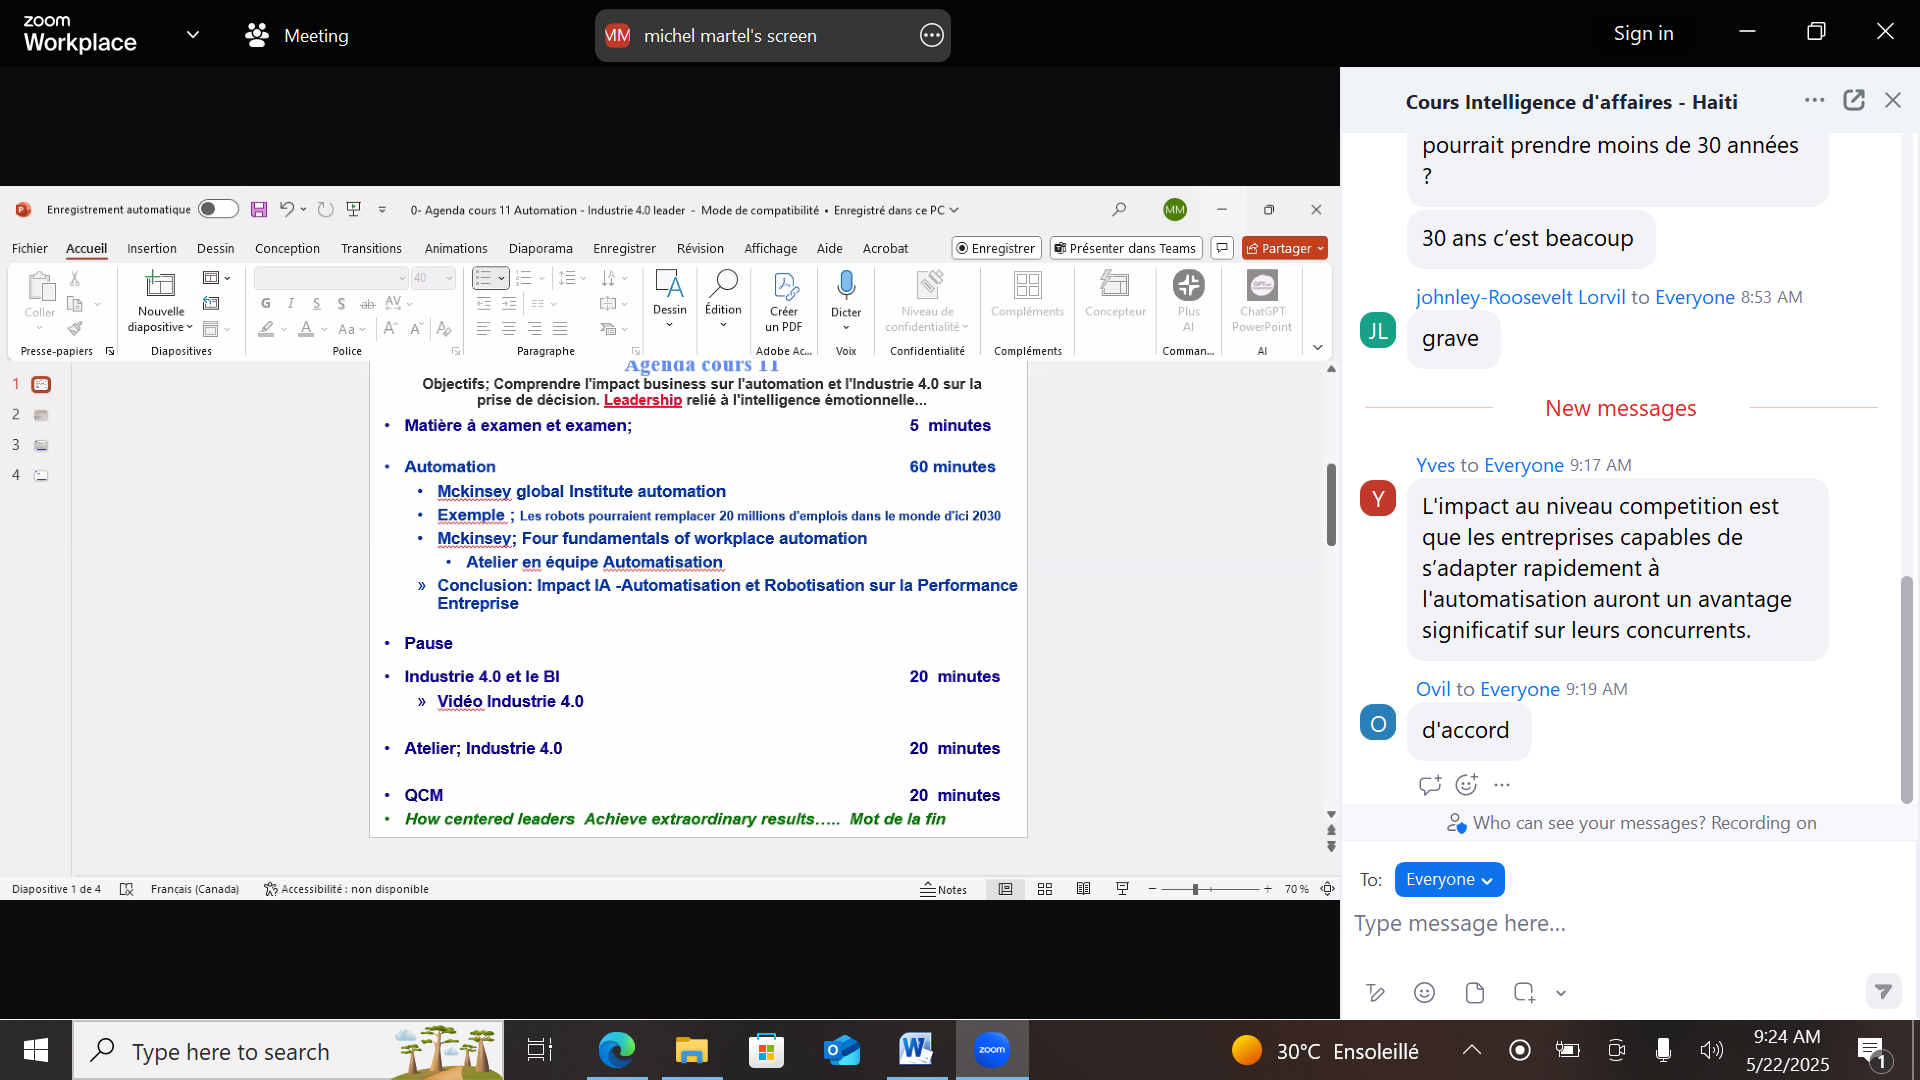 zoom
Workplace
Meeting
MM michel martel's screen
Sign in
Enregistrement automatique
0- Agenda cours 11 Automation - Industrie 4.0 leader - Mode de compatibilité • Enregistré dans ce PC
MM
Fichier Accueil Insertion Dessin Conception Transitions Animations Diaporama Enregistrer Révision Affichage Aide Acrobat
Enregistrer
Présenter dans Teams
Partager
Coller
Presse-papiers
Nouvelle
diapositive
Diapositives
40
G I S S ab AV
A Aa A A
Police
Paragraphe
Dessin
Édition
Créer
un PDF
Adobe Ac...
Dicter
Voix
Niveau de
confidentialité
Confidentialité
Compléments
Compléments
Concepteur
Plus
AI
Comman...
ChatGPT
PowerPoint
AI
1
2
3
4
Agenda cours 11
Objectifs; Comprendre l'impact business sur l'automation et l'Industrie 4.0 sur la
prise de décision. Leadership relié à l'intelligence émotionnelle...
• Matière à examen et examen; 5 minutes
• Automation 60 minutes
• Mckinsey global Institute automation
• Exemple ; Les robots pourraient remplacer 20 millions d'emplois dans le monde d'ici 2030
• Mckinsey; Four fundamentals of workplace automation
• Atelier en équipe Automatisation
» Conclusion: Impact IA -Automatisation et Robotisation sur la Performance
Entreprise
• Pause
• Industrie 4.0 et le BI 20 minutes
» Vidéo Industrie 4.0
• Atelier; Industrie 4.0 20 minutes
• QCM 20 minutes
• How centered leaders Achieve extraordinary results….. Mot de la fin
Diapositive 1 de 4
Français (Canada)
Accessibilité : non disponible
Notes
70 %
Cours Intelligence d'affaires - Haiti
pourrait prendre moins de 30 années
?
30 ans c’est beacoup
johnley-Roosevelt Lorvil to Everyone 8:53 AM
JL
grave
New messages
Yves to Everyone 9:17 AM
Y
L'impact au niveau competition est
que les entreprises capables de
s’adapter rapidement à
l'automatisation auront un avantage
significatif sur leurs concurrents.
Ovil to Everyone 9:19 AM
O
d'accord
Who can see your messages? Recording on
To: Everyone
Type message here...
Type here to search
zoom
30°C Ensoleillé
9:24 AM
5/22/2025
1